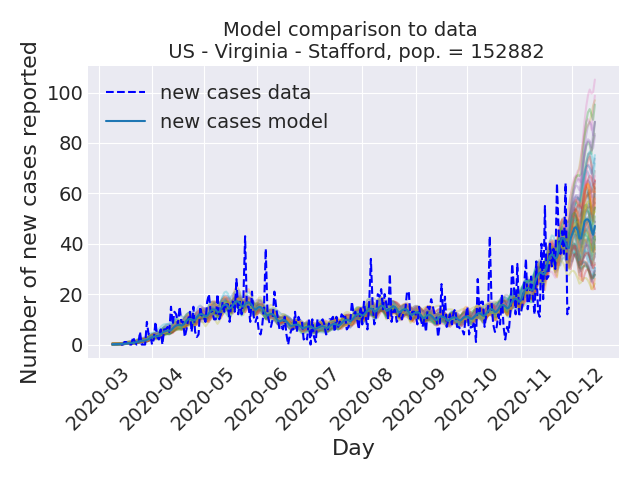 Model comparison to data
US - Virginia - Stafford, pop. = 152882
Number of new cases reported
100
80
60
40
20
0
new cases data
new cases model
2020-03
2020-04
2020-05
2020-06
2020-07
2020-08
2020-09
2020-10
2020-11
2020-12
Day